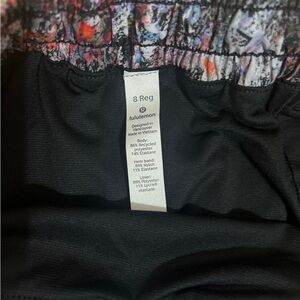 8 Reg
lululemon
Designed in
Vancouver
Made in Vietnam
Body:
86% Recycled
polyester
14% Elastane
Hem band:
89% Nylon
11% Elastane
Liner:
89% Polyester
11% Lycra®
elastane